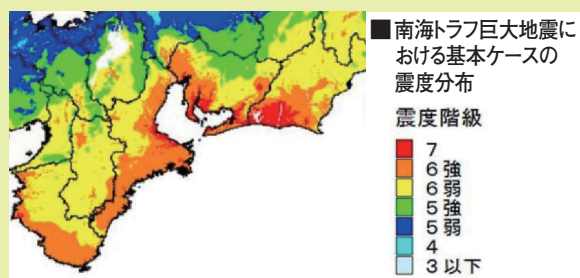 ■南海トラフ巨大地震に
おける基本ケースの
震度分布
震度階級
7
6強
6弱
5強
5弱
4
3以下